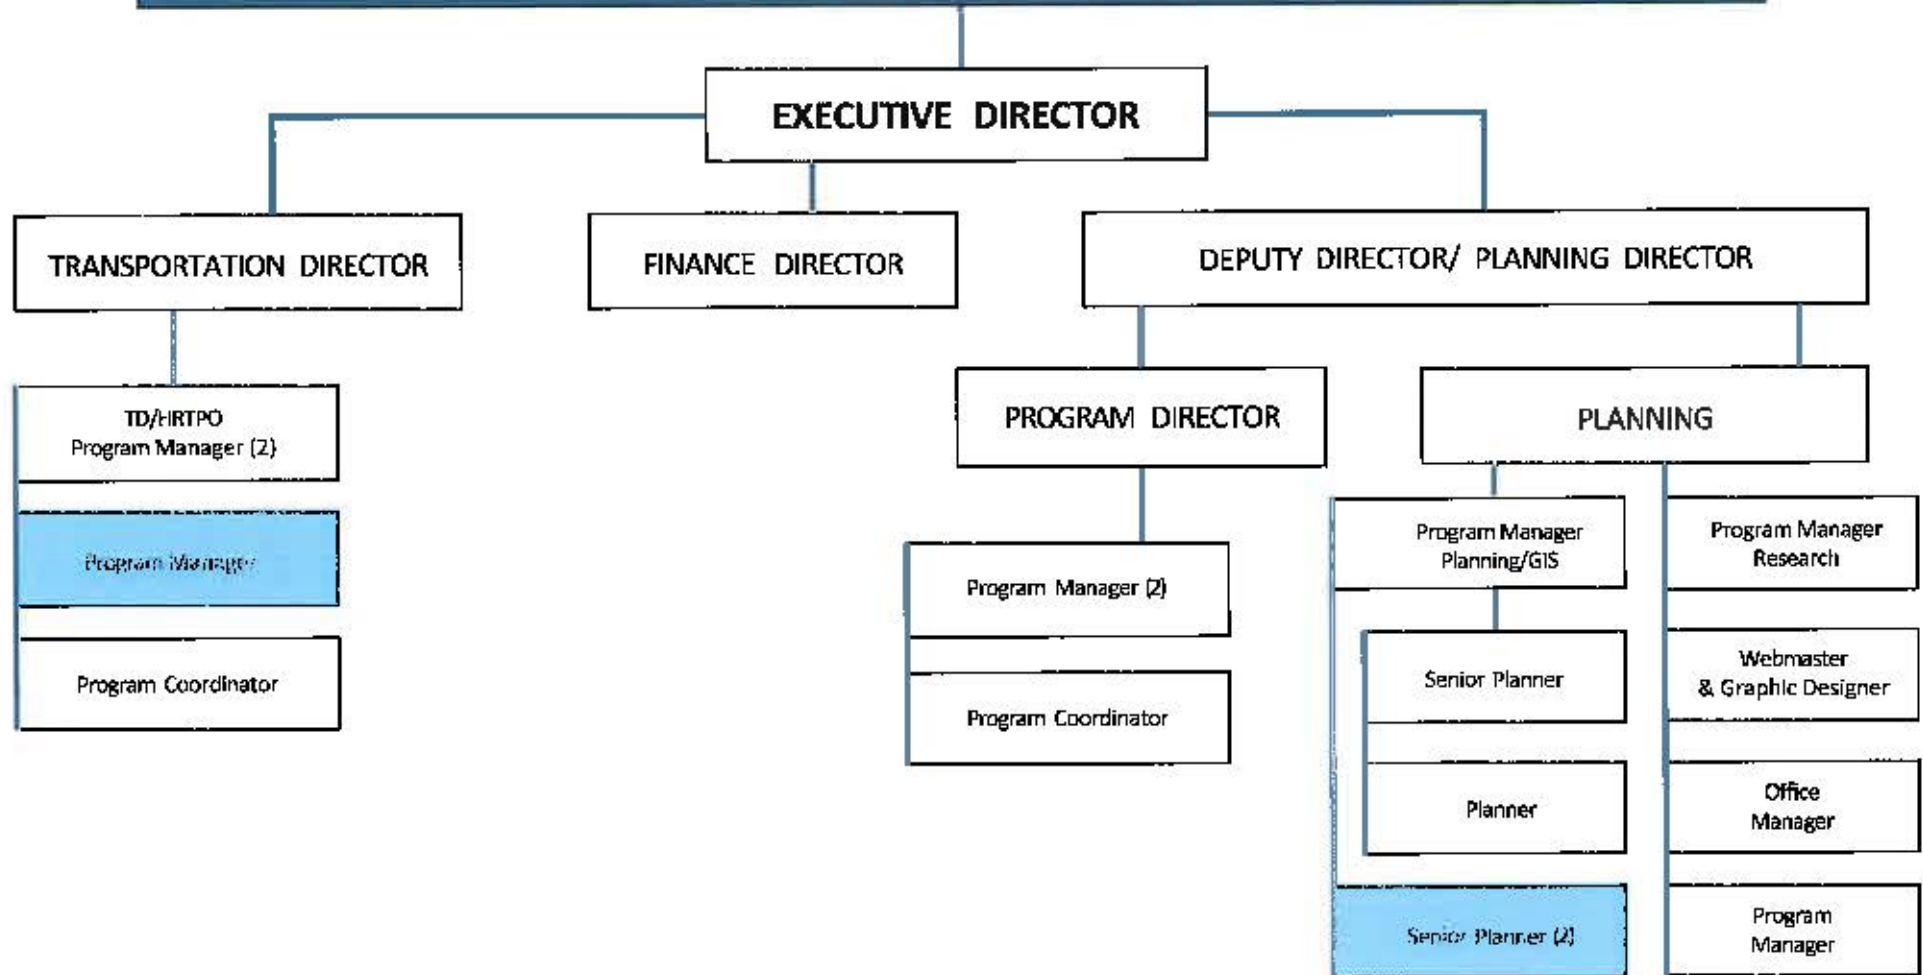 EXECUTIVE DIRECTOR
TRANSPORTATION DIRECTOR
FINANCE DIRECTOR
DEPUTY DIRECTOR/ PLANNING DIRECTOR
TD/HRTPO
Program Manager (2)
Program Manager
Program Coordinator
PROGRAM DIRECTOR
Program Manager (2)
Program Coordinator
PLANNING
Program Manager
Planning/GIS
Senior Planner
Planner
Senior Planner (2)
Program Manager
Research
Webmaster
& Graphic Designer
Office
Manager
Program
Manager